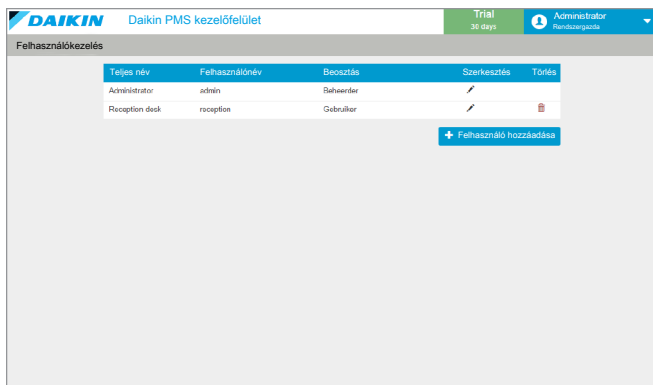 DAIKIN Daikin PMS kezelőfelület Trial Administrator
30 days Rendszergazda
Felhasználókezelés
Teljes név Felhasználónév Beosztás Szerkesztés Törlés
Administrator admin Beheerder
Reception desk reception Gebruiker
+ Felhasználó hozzáadása